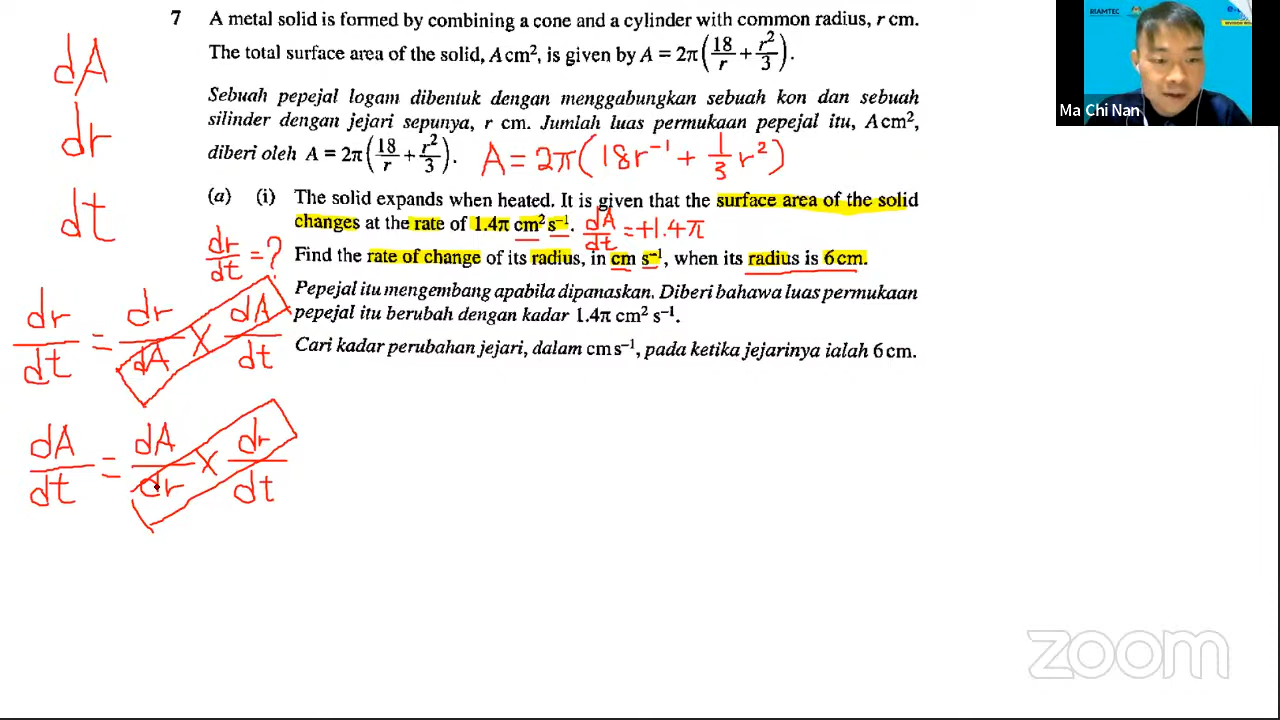 7 A metal solid is formed by combining a cone and a cylinder with common radius, r cm.
The total surface area of the solid, A cm², is given by A = 2π(18/r + r²/3).
Sebuah pepejal logam dibentuk dengan menggabungkan sebuah kon dan sebuah
silinder dengan jejari sepunya, r cm. Jumlah luas permukaan pepejal itu, A cm²,
diberi oleh A = 2π(18/r + r²/3). A = 2π(18r⁻¹ + 1/3 r²)
(a) (i) The solid expands when heated. It is given that the surface area of the solid
changes at the rate of 1.4π cm² s⁻¹. dA/dt = +1.4π
dr/dt = ?
Find the rate of change of its radius, in cm s⁻¹, when its radius is 6 cm.
Pepejal itu mengembang apabila dipanaskan. Diberi bahawa luas permukaan
pepejal itu berubah dengan kadar 1.4π cm² s⁻¹.
Cari kadar perubahan jejari, dalam cm s⁻¹, pada ketika jejarinya ialah 6 cm.
dA
dr
dt
dr/dt = dr/dA × dA/dt
dA/dt = dA/dr × dr/dt
Ma Chi Nan
zoom